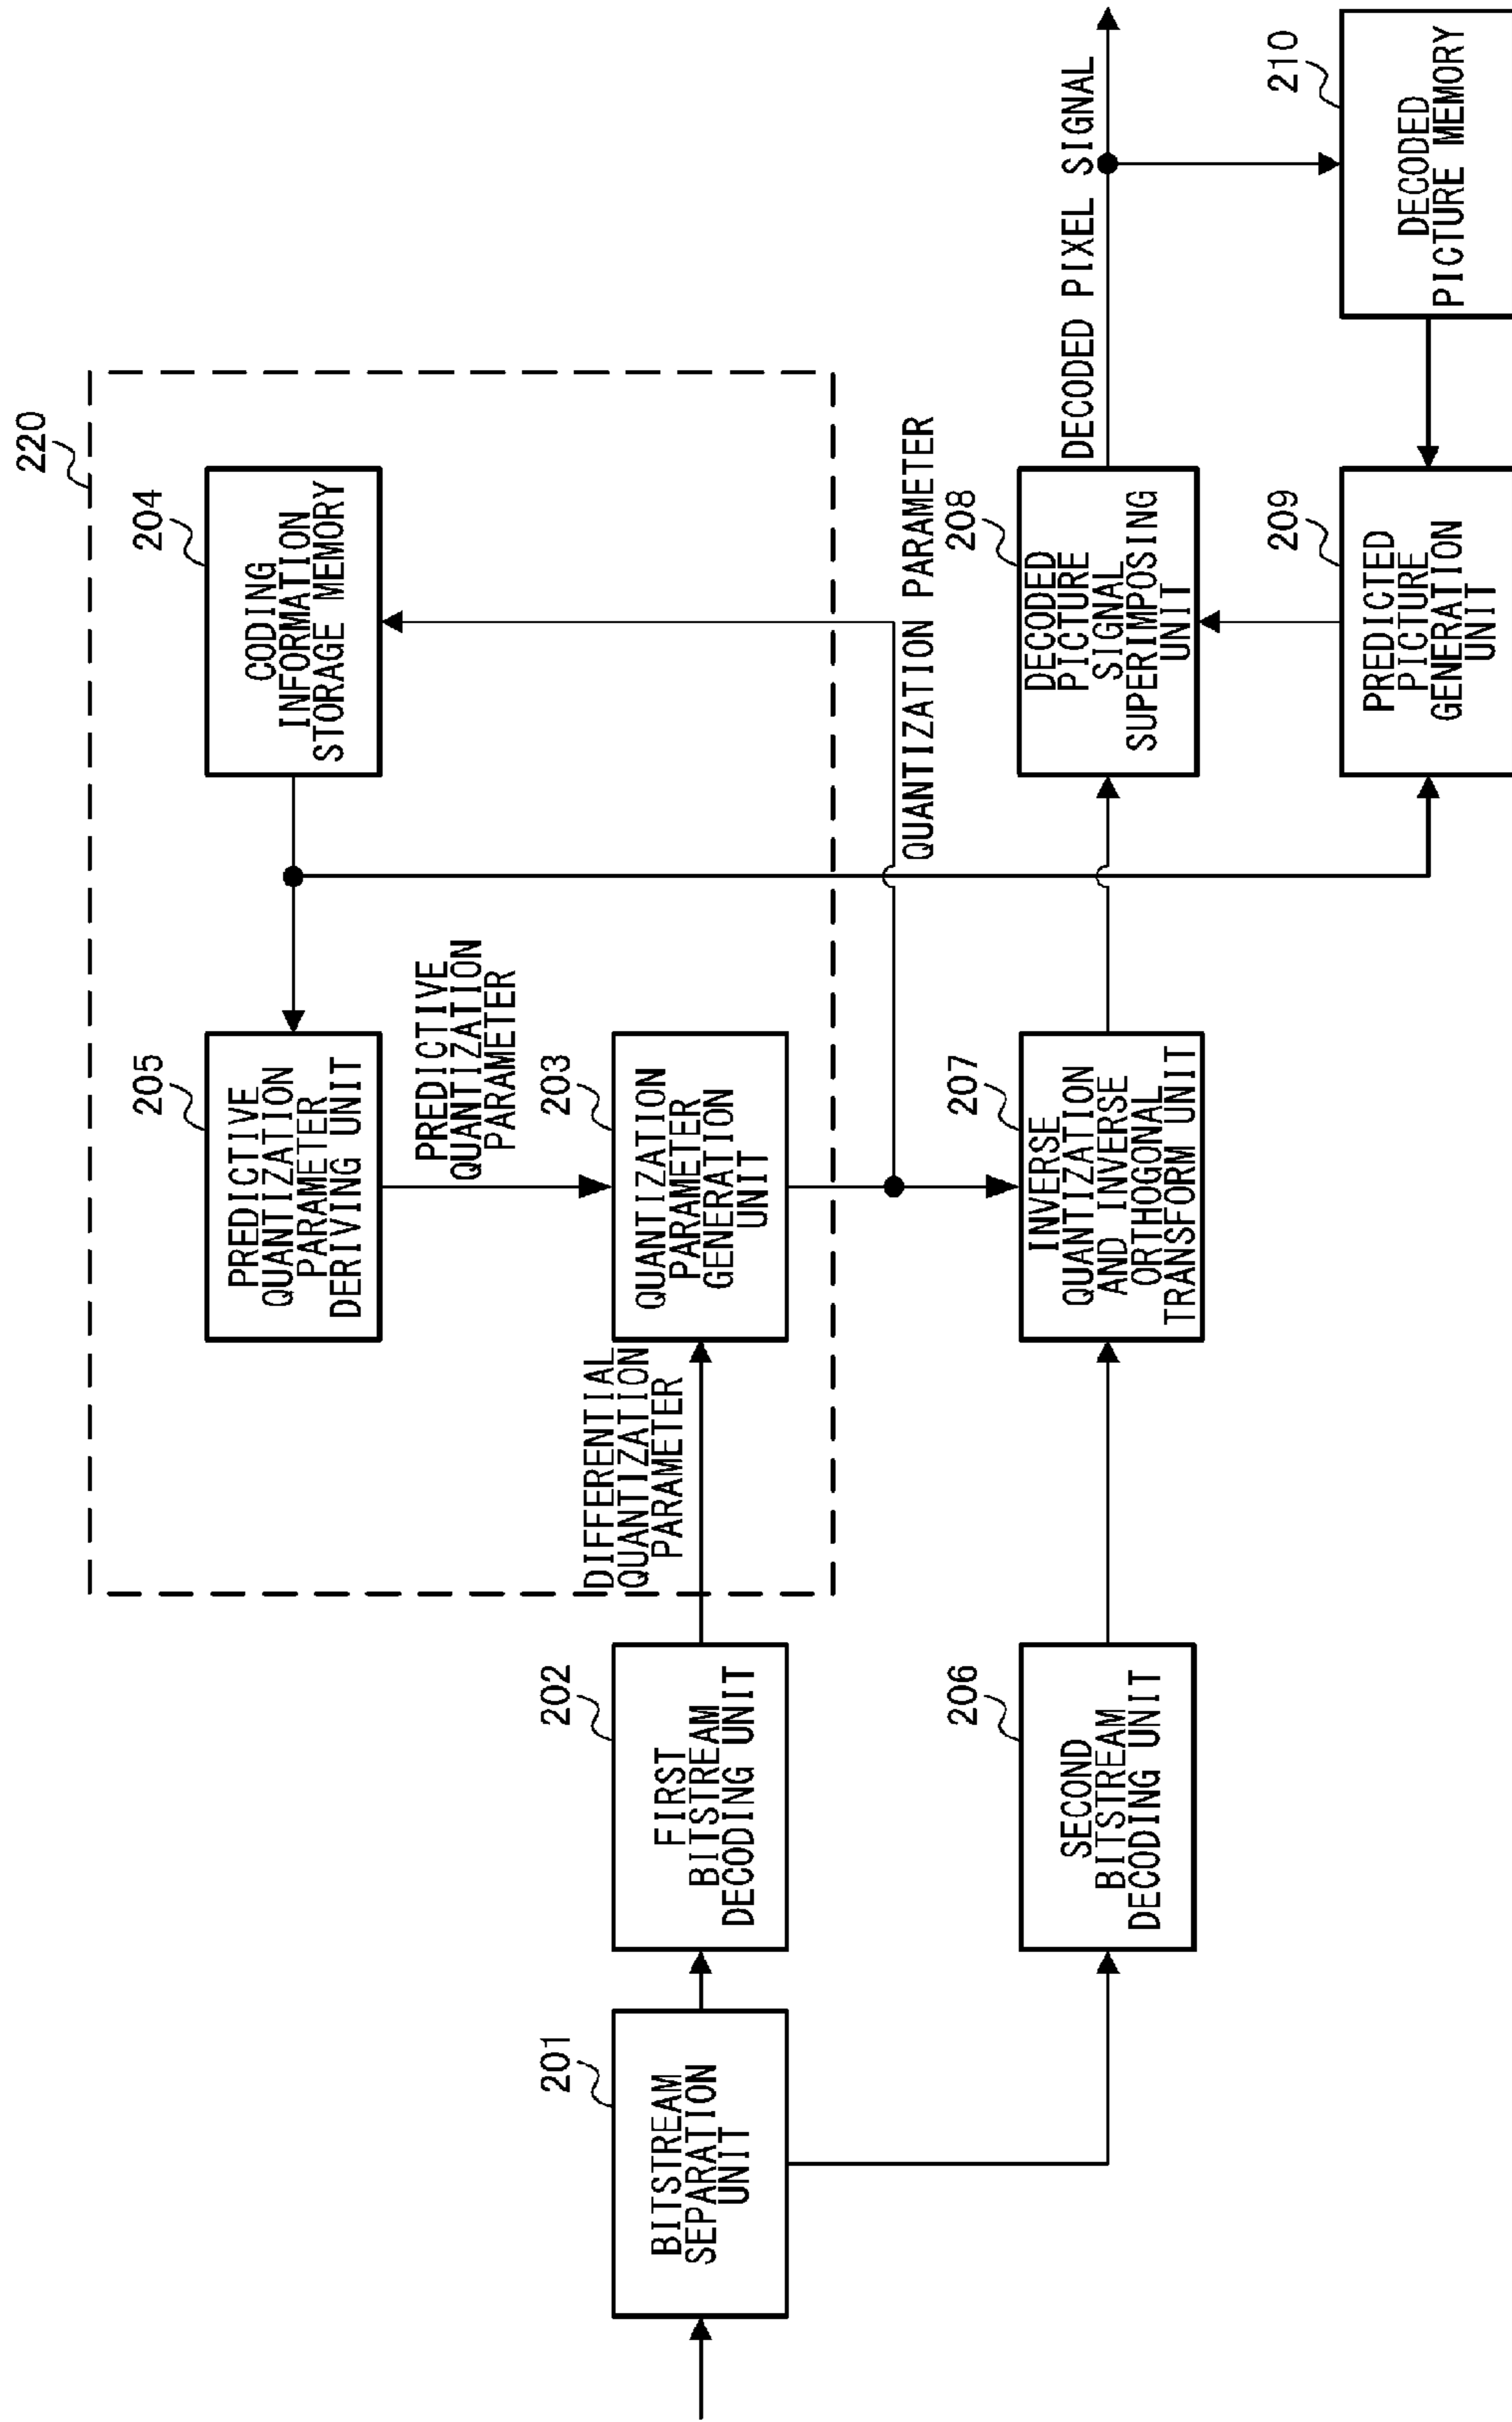 220
205
PREDICTIVE
QUANTIZATION
PARAMETER
DERIVING UNIT
204
CODING
INFORMATION
STORAGE MEMORY
PREDICTIVE
QUANTIZATION
PARAMETER
201
BITSTREAM
SEPARATION
UNIT
202
FIRST
BITSTREAM
DECODING UNIT
DIFFERENTIAL
QUANTIZATION
PARAMETER
203
QUANTIZATION
PARAMETER
GENERATION
UNIT
QUANTIZATION PARAMETER
206
SECOND
BITSTREAM
DECODING UNIT
207
INVERSE
QUANTIZATION
AND INVERSE
ORTHOGONAL
TRANSFORM UNIT
208
DECODED
PICTURE
SIGNAL
SUPERIMPOSING
UNIT
DECODED PIXEL SIGNAL
209
PREDICTED
PICTURE
GENERATION
UNIT
210
DECODED
PICTURE MEMORY